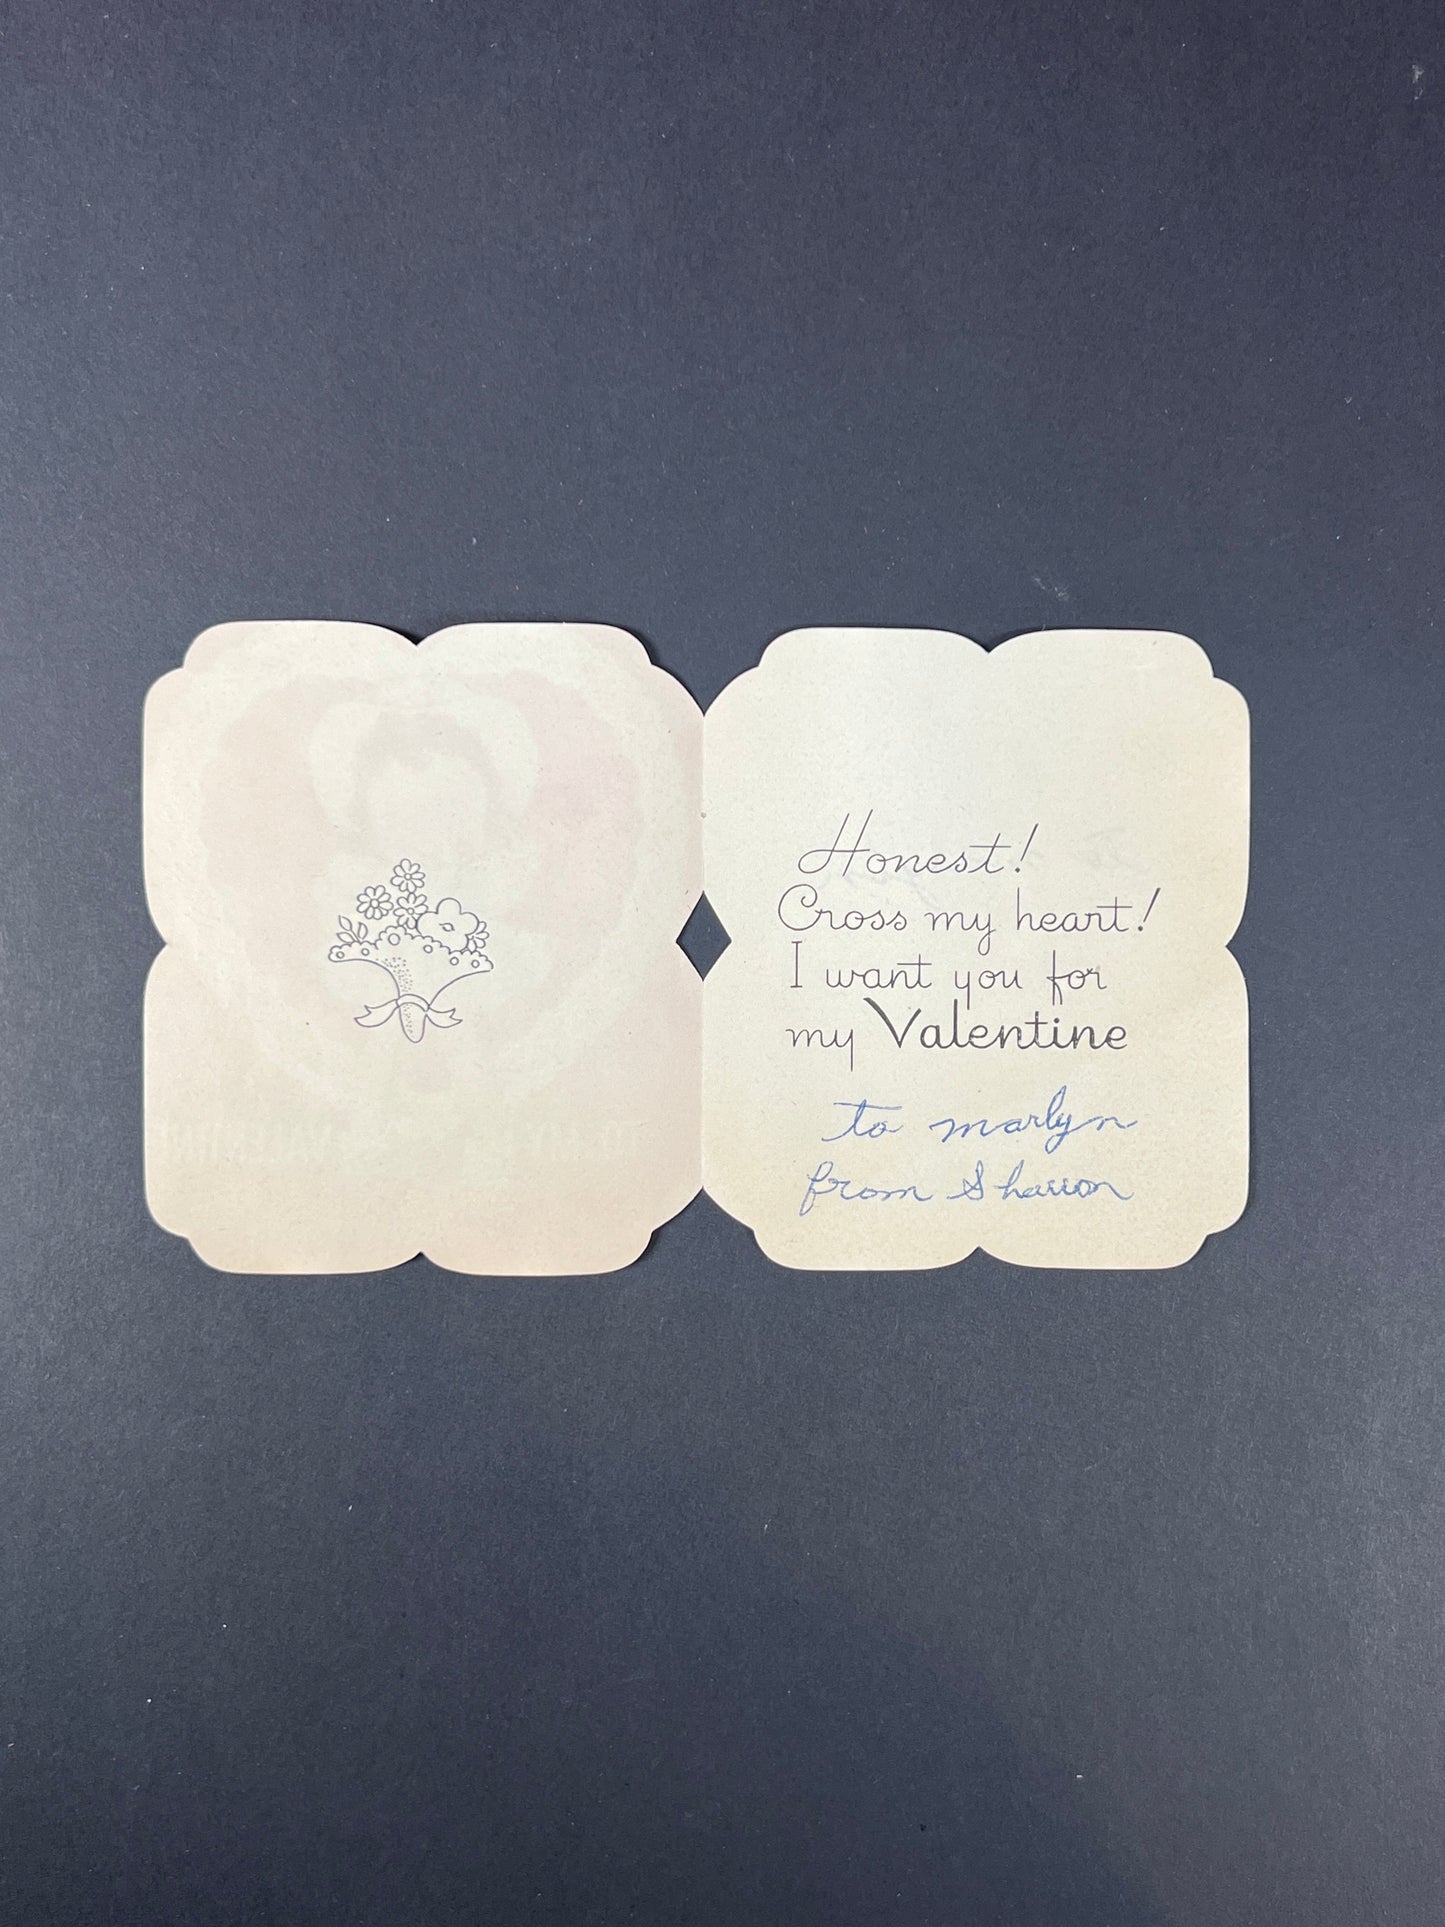 Honest!
Cross my heart!
I want you for
my Valentine
to marlyn
from Sharron